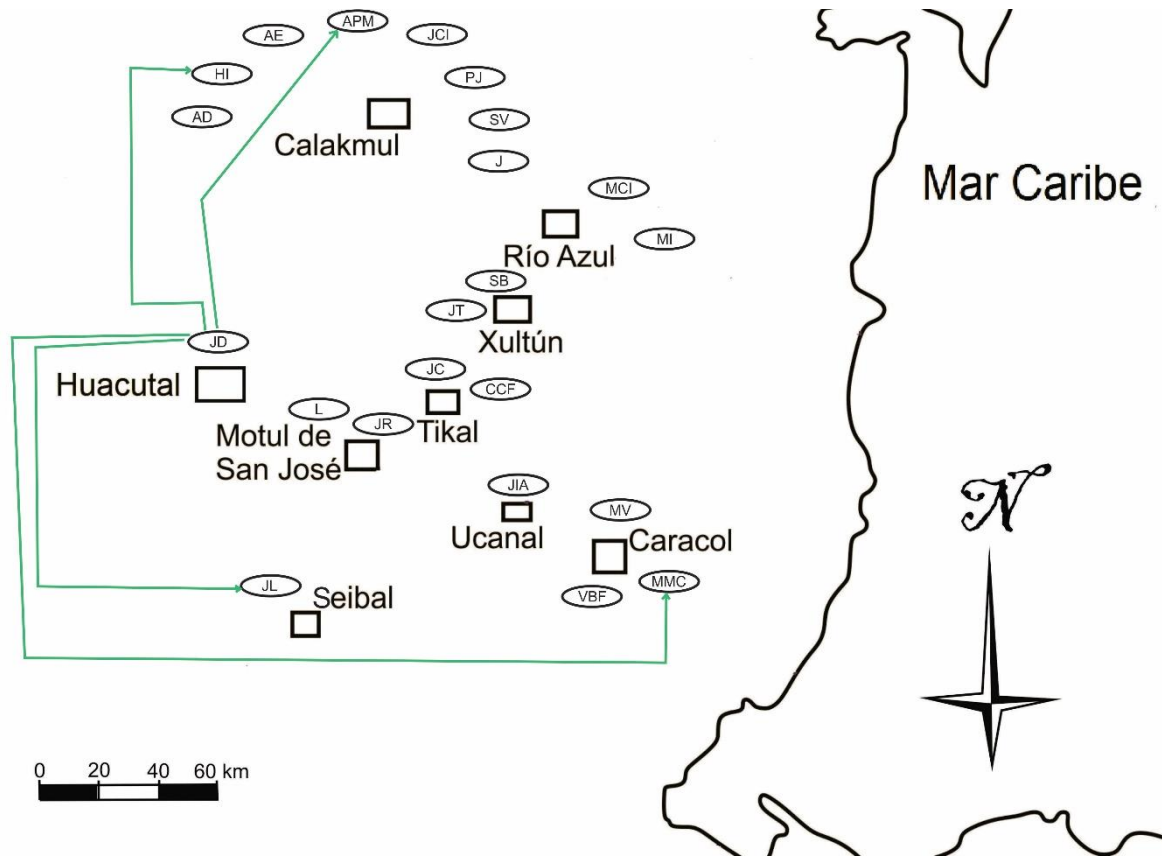 APM
AE
JCI
HI
PJ
AD
SV
Calakmul
J
MCI
Mar Caribe
MI
Río Azul
SB
JT
Xultún
JD
JC
Huacutal
CCF
L
JR
Tikal
Motul de
San José
JIA
MV
Ucanal
Caracol
JL
MMC
VBF
Seibal
N
0 20 40 60 km